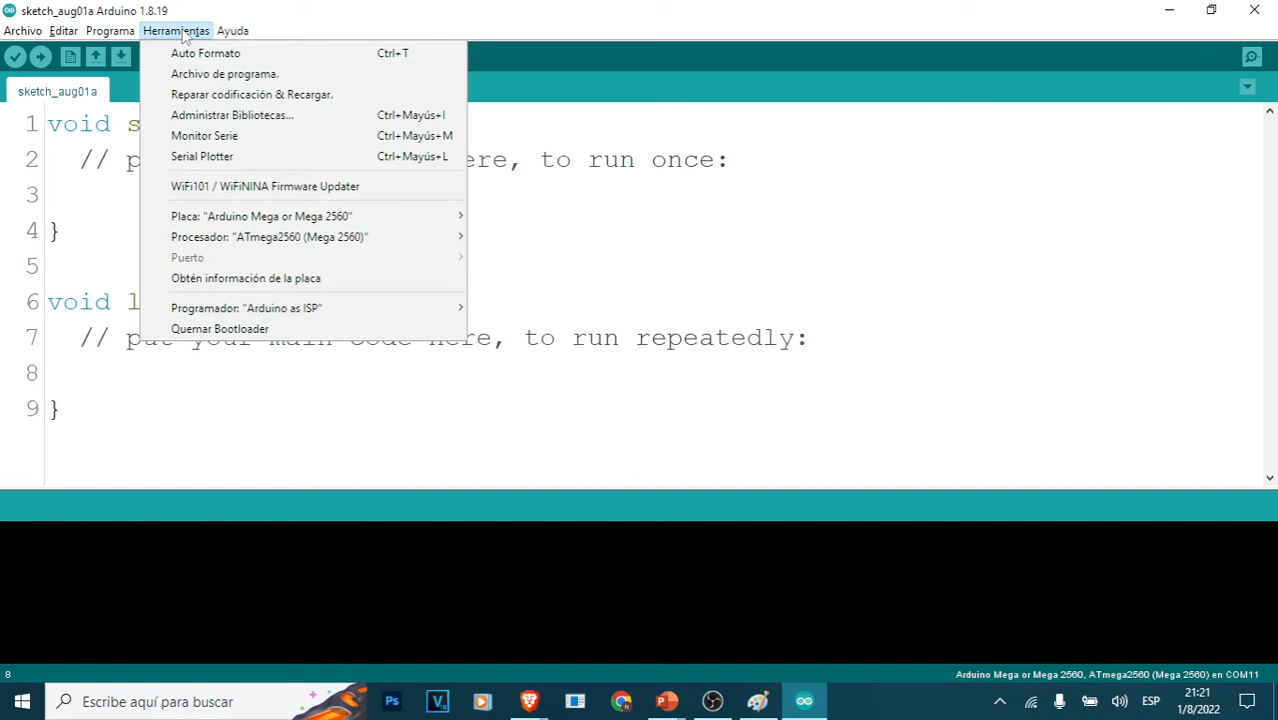 sketch_aug01a Arduino 1.8.19
Archivo Editar Programa Herramientas Ayuda
sketch_aug01a
Auto Formato Ctrl+T
Archivo de programa.
Reparar codificación & Recargar.
Administrar Bibliotecas... Ctrl+Mayús+I
Monitor Serie Ctrl+Mayús+M
Serial Plotter Ctrl+Mayús+L
WiFi101 / WiFiNINA Firmware Updater
Placa: "Arduino Mega or Mega 2560"
Procesador: "ATmega2560 (Mega 2560)"
Puerto
Obtén información de la placa
Programador: "Arduino as ISP"
Quemar Bootloader
1 void s
2 // p ere, to run once:
3
4 }
5
6 void l
7 // put your main code here, to run repeatedly:
8
9 }
8
Arduino Mega or Mega 2560, ATmega2560 (Mega 2560) en COM11
Escribe aquí para buscar
Ps
V
ESP
21:21
1/8/2022